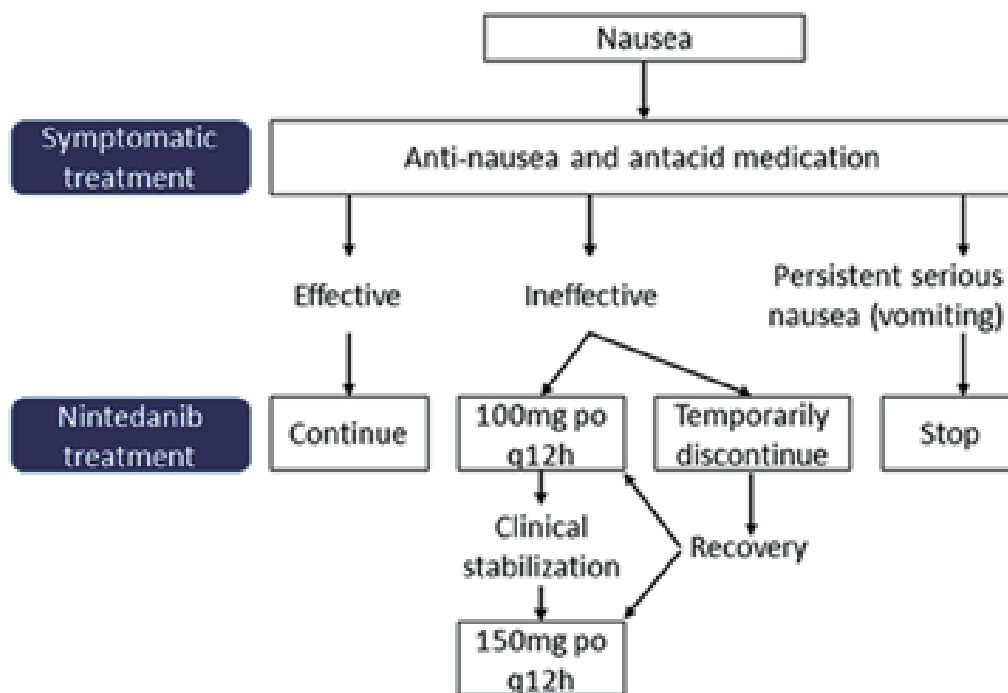 Nausea
Symptomatic
treatment
Anti-nausea and antacid medication
Effective
Ineffective
Persistent serious
nausea (vomiting)
Nintedanib
treatment
Continue
100mg po
q12h
Temporarily
discontinue
Stop
Clinical
stabilization
Recovery
150mg po
q12h